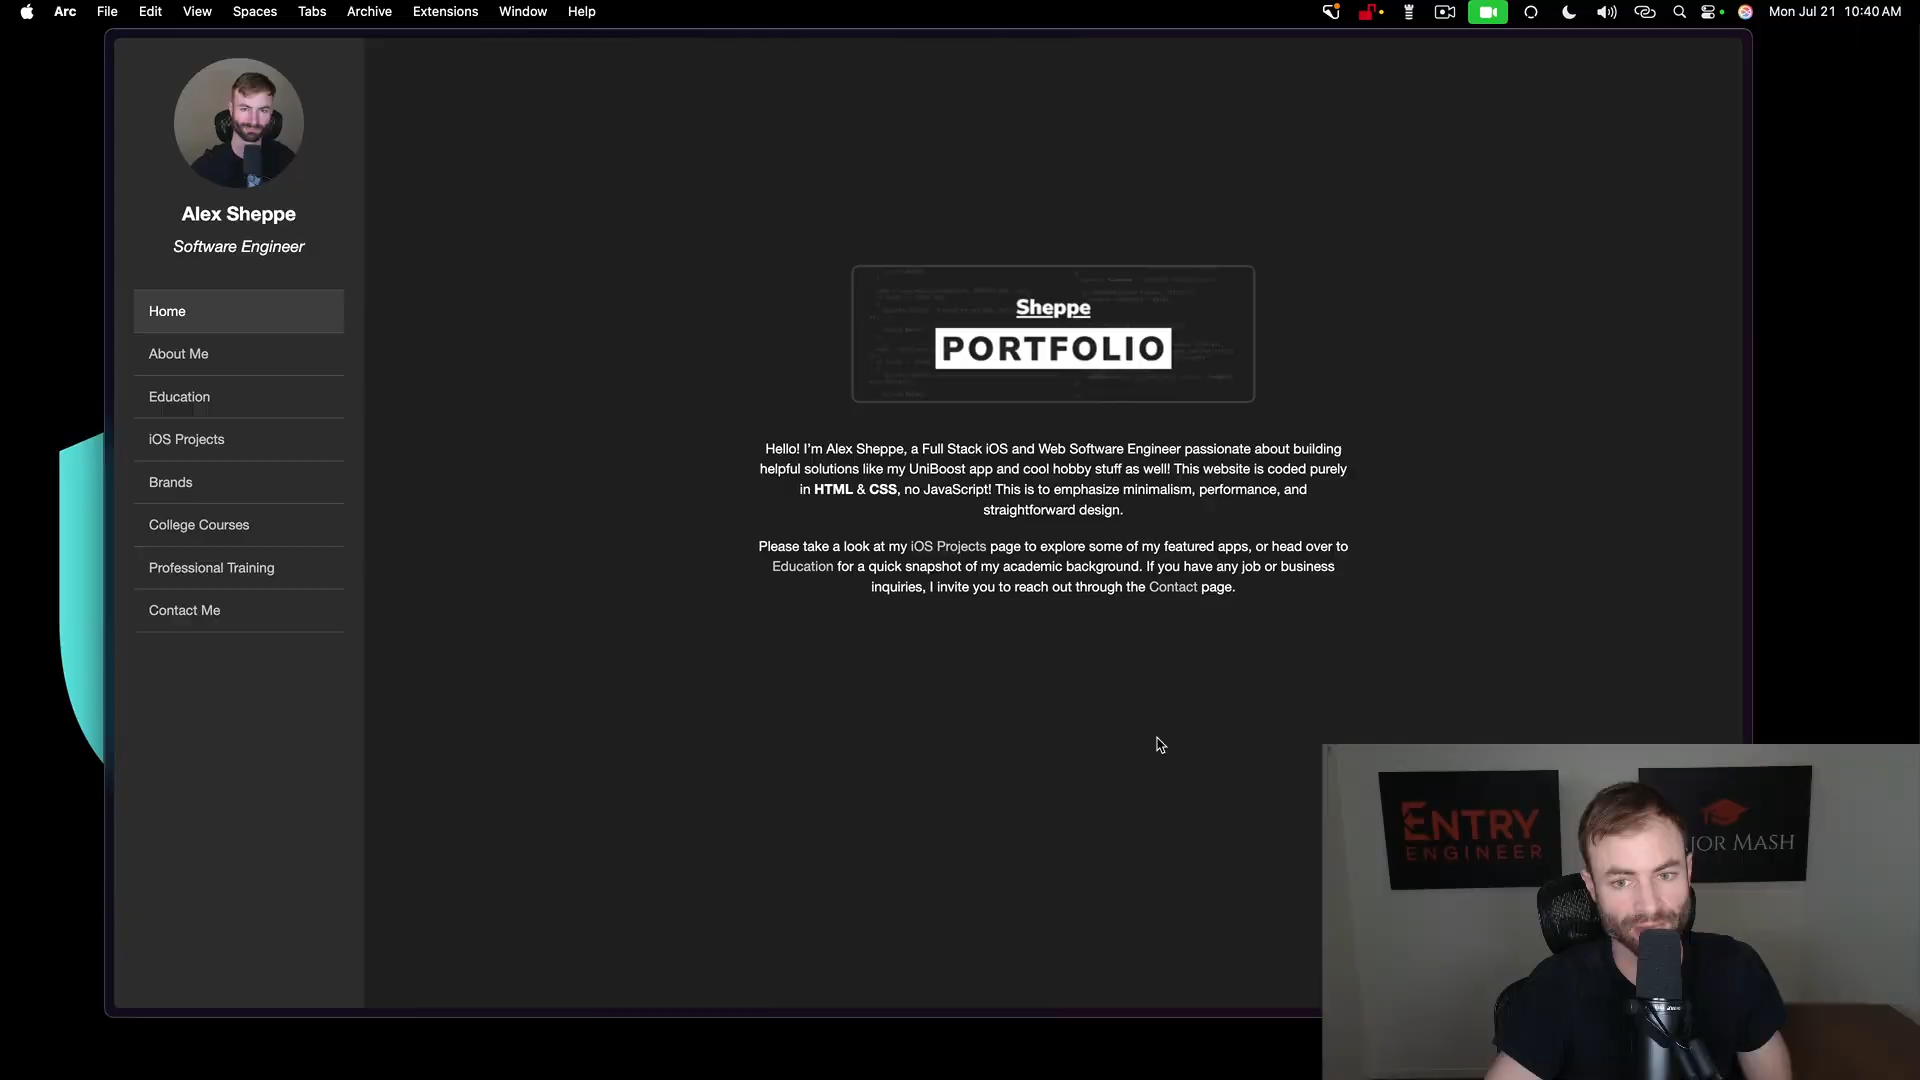 Arc File Edit View Spaces Tabs Archive Extensions Window Help
Mon Jul 21 10:40 AM
Alex Sheppe
Software Engineer
Home
About Me
Education
iOS Projects
Brands
College Courses
Professional Training
Contact Me
Sheppe
PORTFOLIO
Hello! I’m Alex Sheppe, a Full Stack iOS and Web Software Engineer passionate about building
helpful solutions like my UniBoost app and cool hobby stuff as well! This website is coded purely
in HTML & CSS, no JavaScript! This is to emphasize minimalism, performance, and
straightforward design.
Please take a look at my iOS Projects page to explore some of my featured apps, or head over to
Education for a quick snapshot of my academic background. If you have any job or business
inquiries, I invite you to reach out through the Contact page.
ENTRY
ENGINEER
JOR MASH